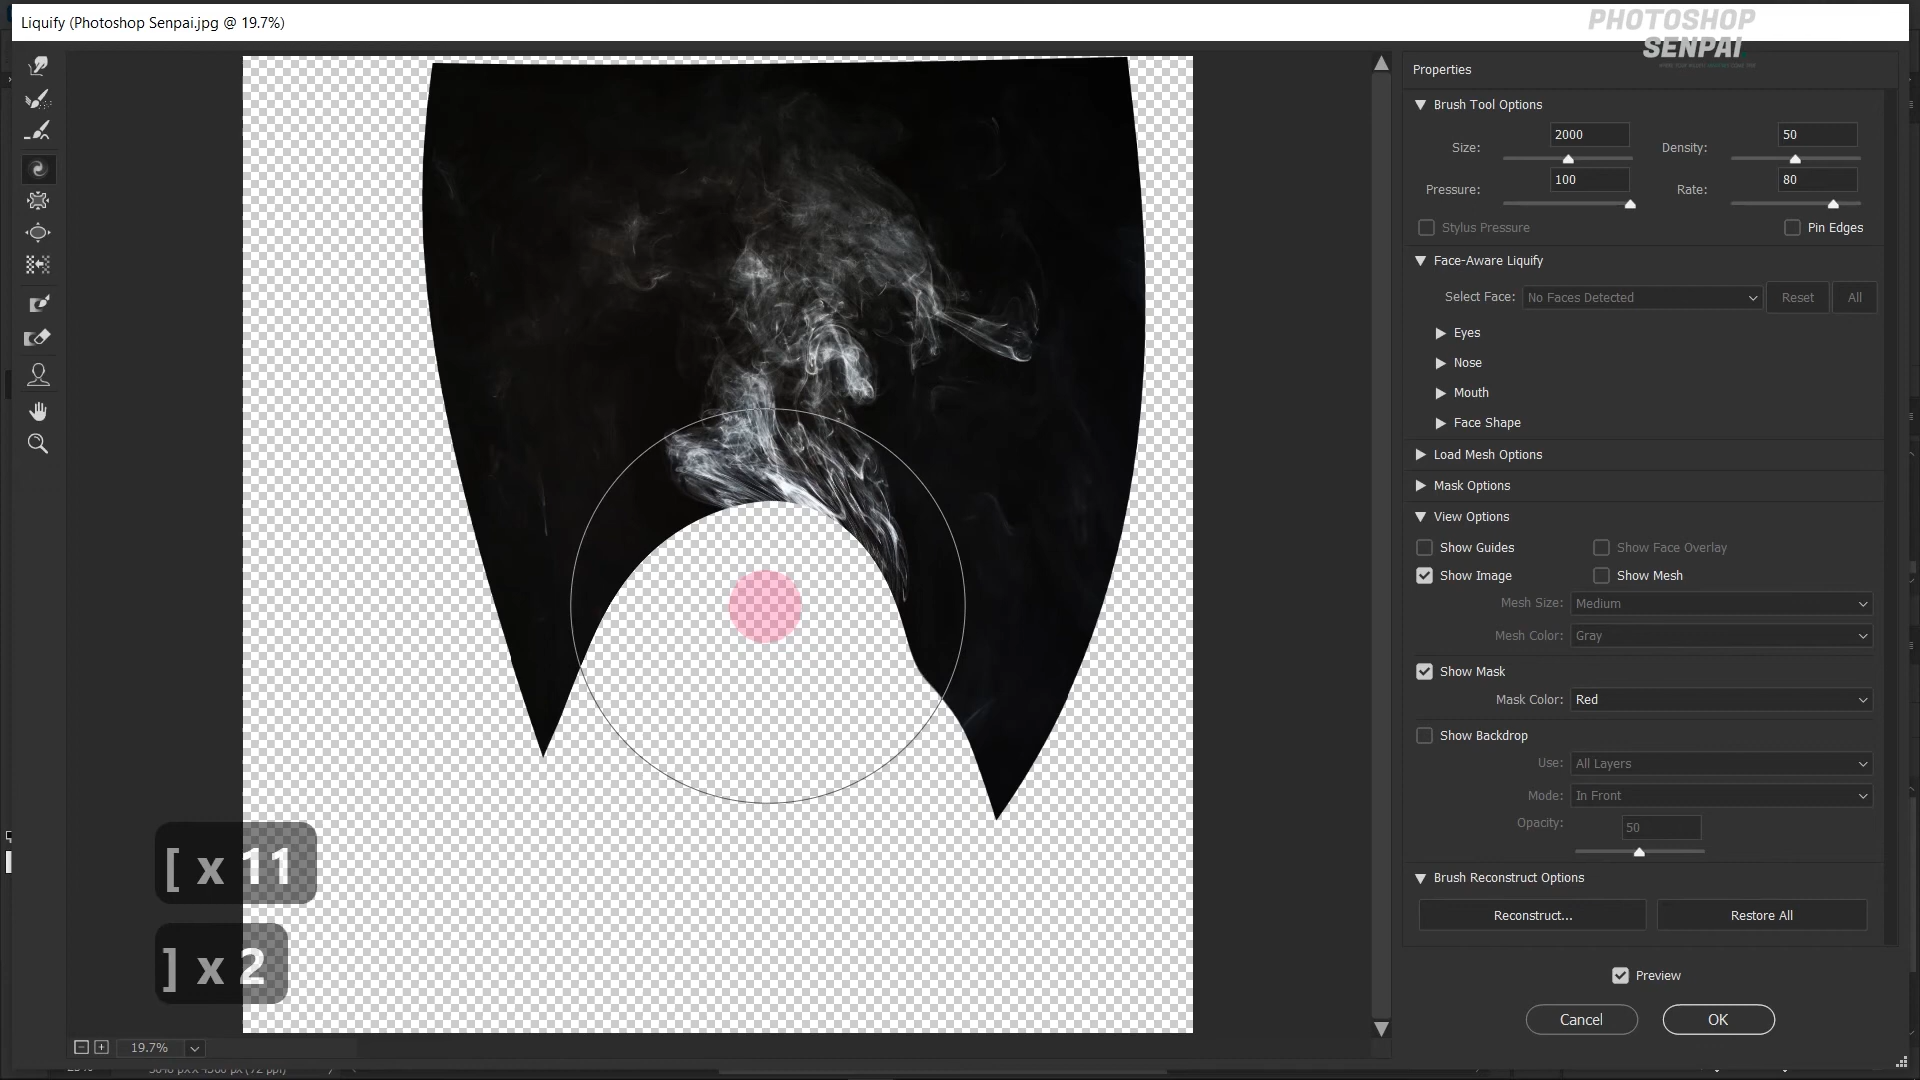 Liquify (Photoshop Senpai.jpg @ 19.7%)
PHOTOSHOP
SENPAI
Properties
Brush Tool Options
Size: 2000
Density: 50
Pressure: 100
Rate: 80
Stylus Pressure
Pin Edges
Face-Aware Liquify
Select Face: No Faces Detected
Reset
All
Eyes
Nose
Mouth
Face Shape
Load Mesh Options
Mask Options
View Options
Show Guides
Show Face Overlay
Show Image
Show Mesh
Mesh Size: Medium
Mesh Color: Gray
Show Mask
Mask Color: Red
Show Backdrop
Use: All Layers
Mode: In Front
Opacity: 50
Brush Reconstruct Options
Reconstruct...
Restore All
Preview
Cancel
OK
[ x 11
] x 2
19.7%